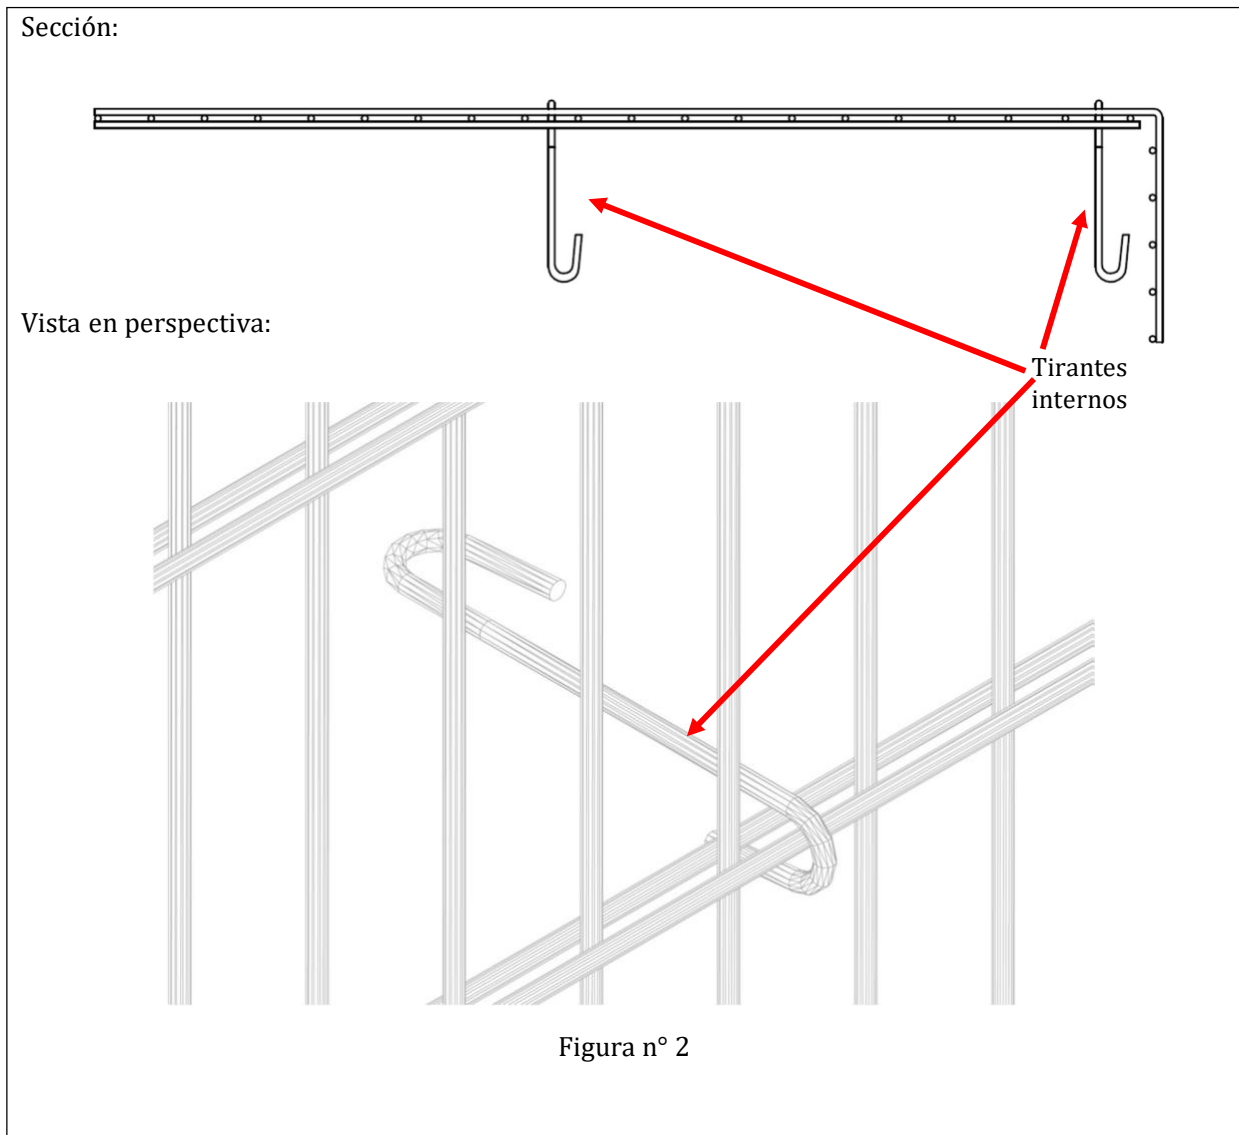 Sección:
Vista en perspectiva:
Tirantes
internos
Figura n° 2